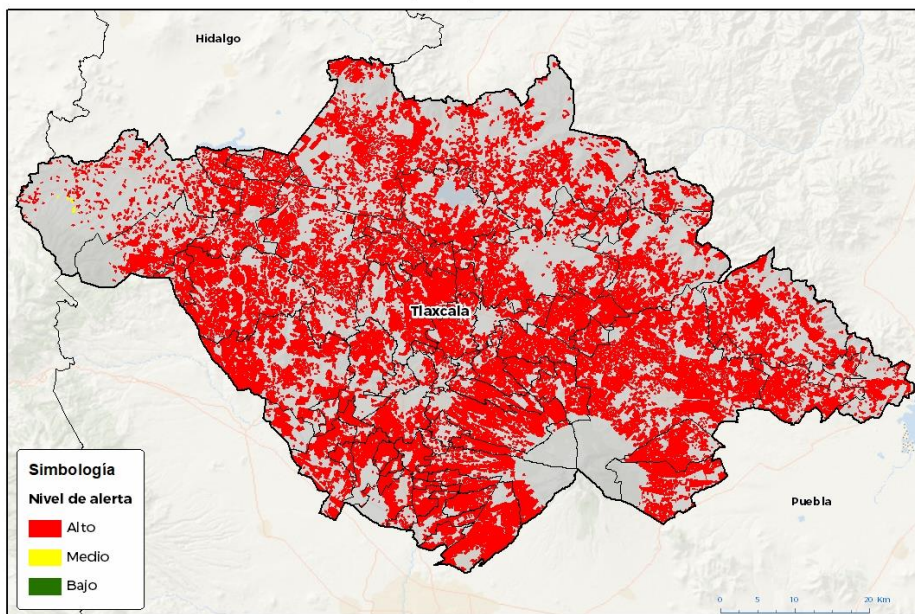 Hidalgo
Tlaxcala
Puebla
Simbología
Nivel de alerta
Alto
Medio
Bajo
0 5 10 20 Km